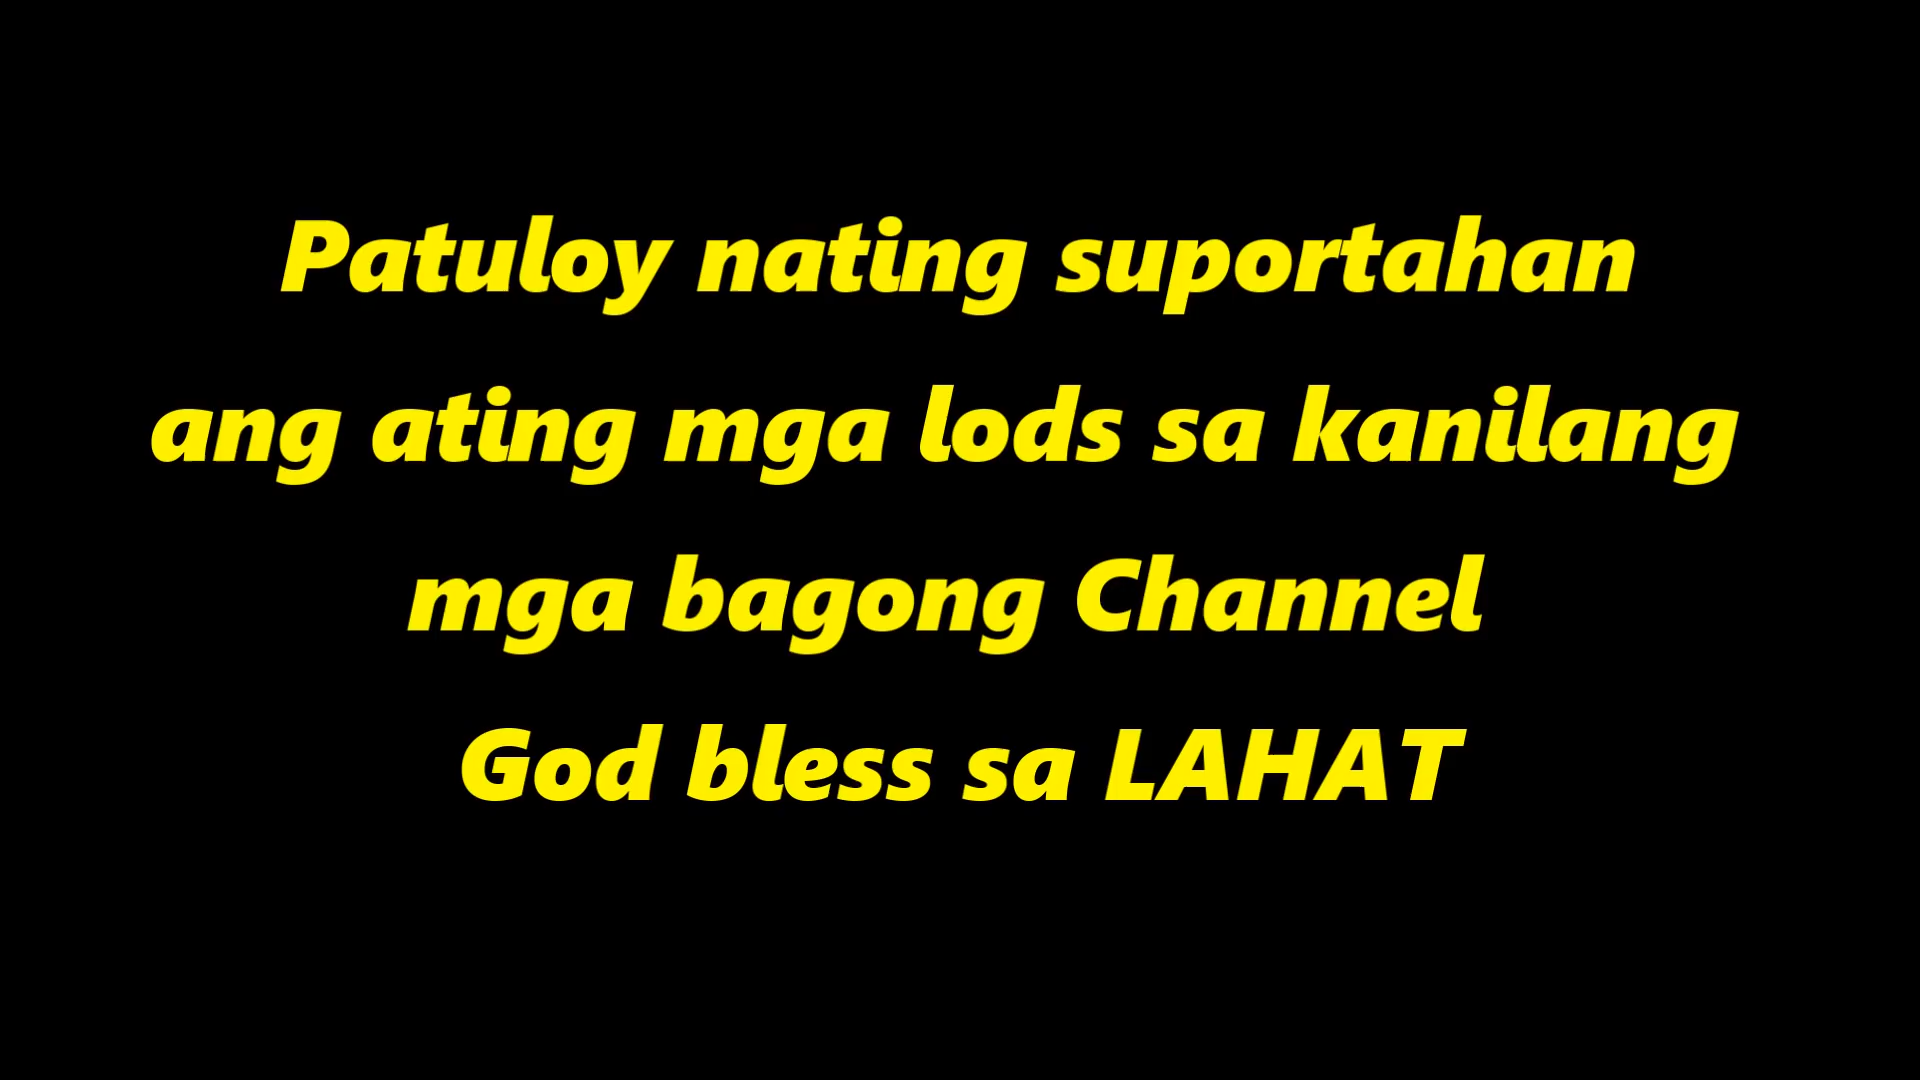 Patuloy nating suportahan
ang ating mga lods sa kanilang
mga bagong Channel
God bless sa LAHAT